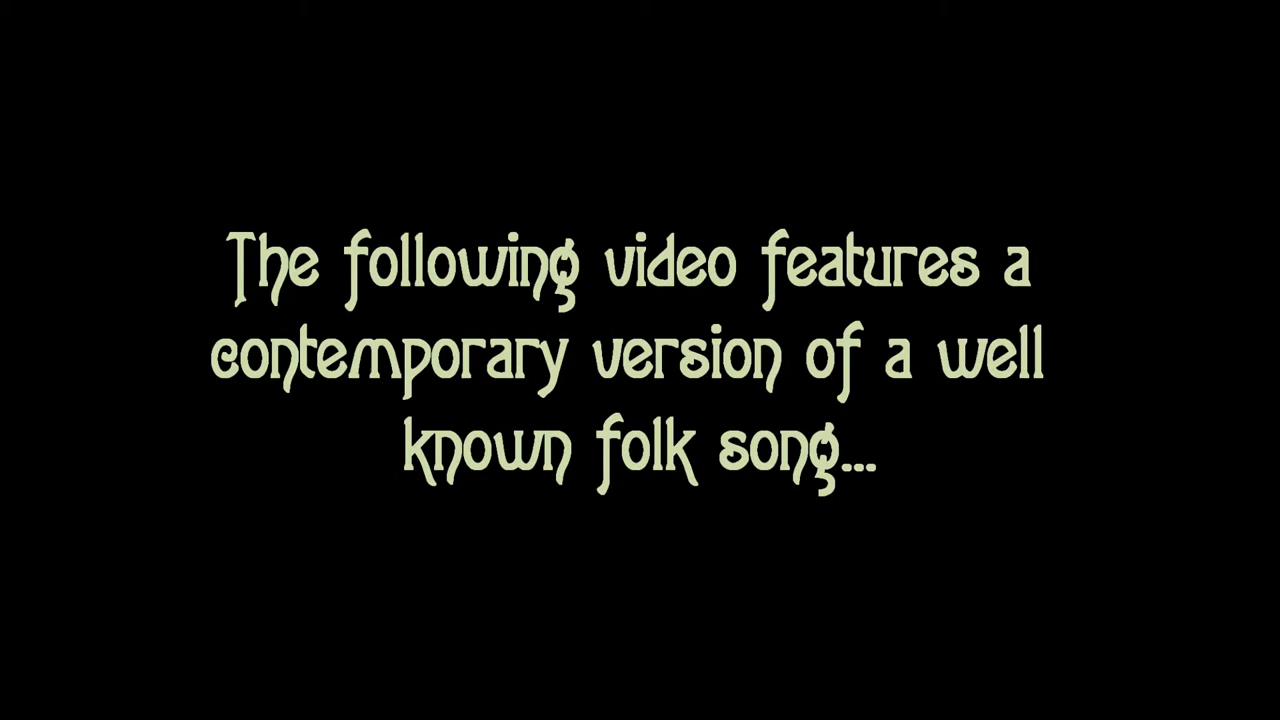 The following video features a
contemporary version of a well
known folk song...